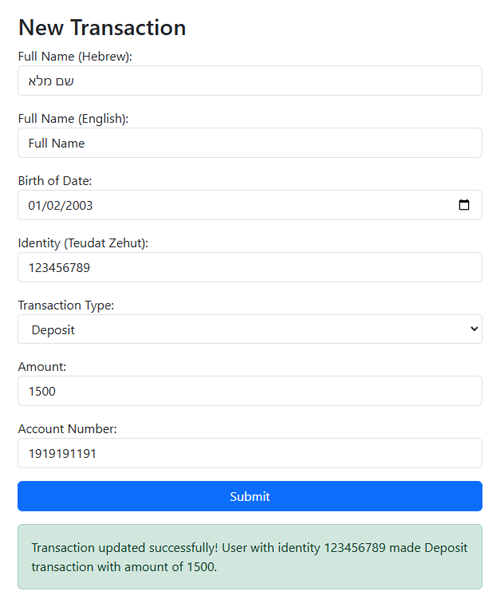 New Transaction
Full Name (Hebrew):
שם מלא
Full Name (English):
Full Name
Birth of Date:
01/02/2003
Identity (Teudat Zehut):
123456789
Transaction Type:
Deposit
Amount:
1500
Account Number:
1919191191
Submit
Transaction updated successfully! User with identity 123456789 made Deposit
transaction with amount of 1500.